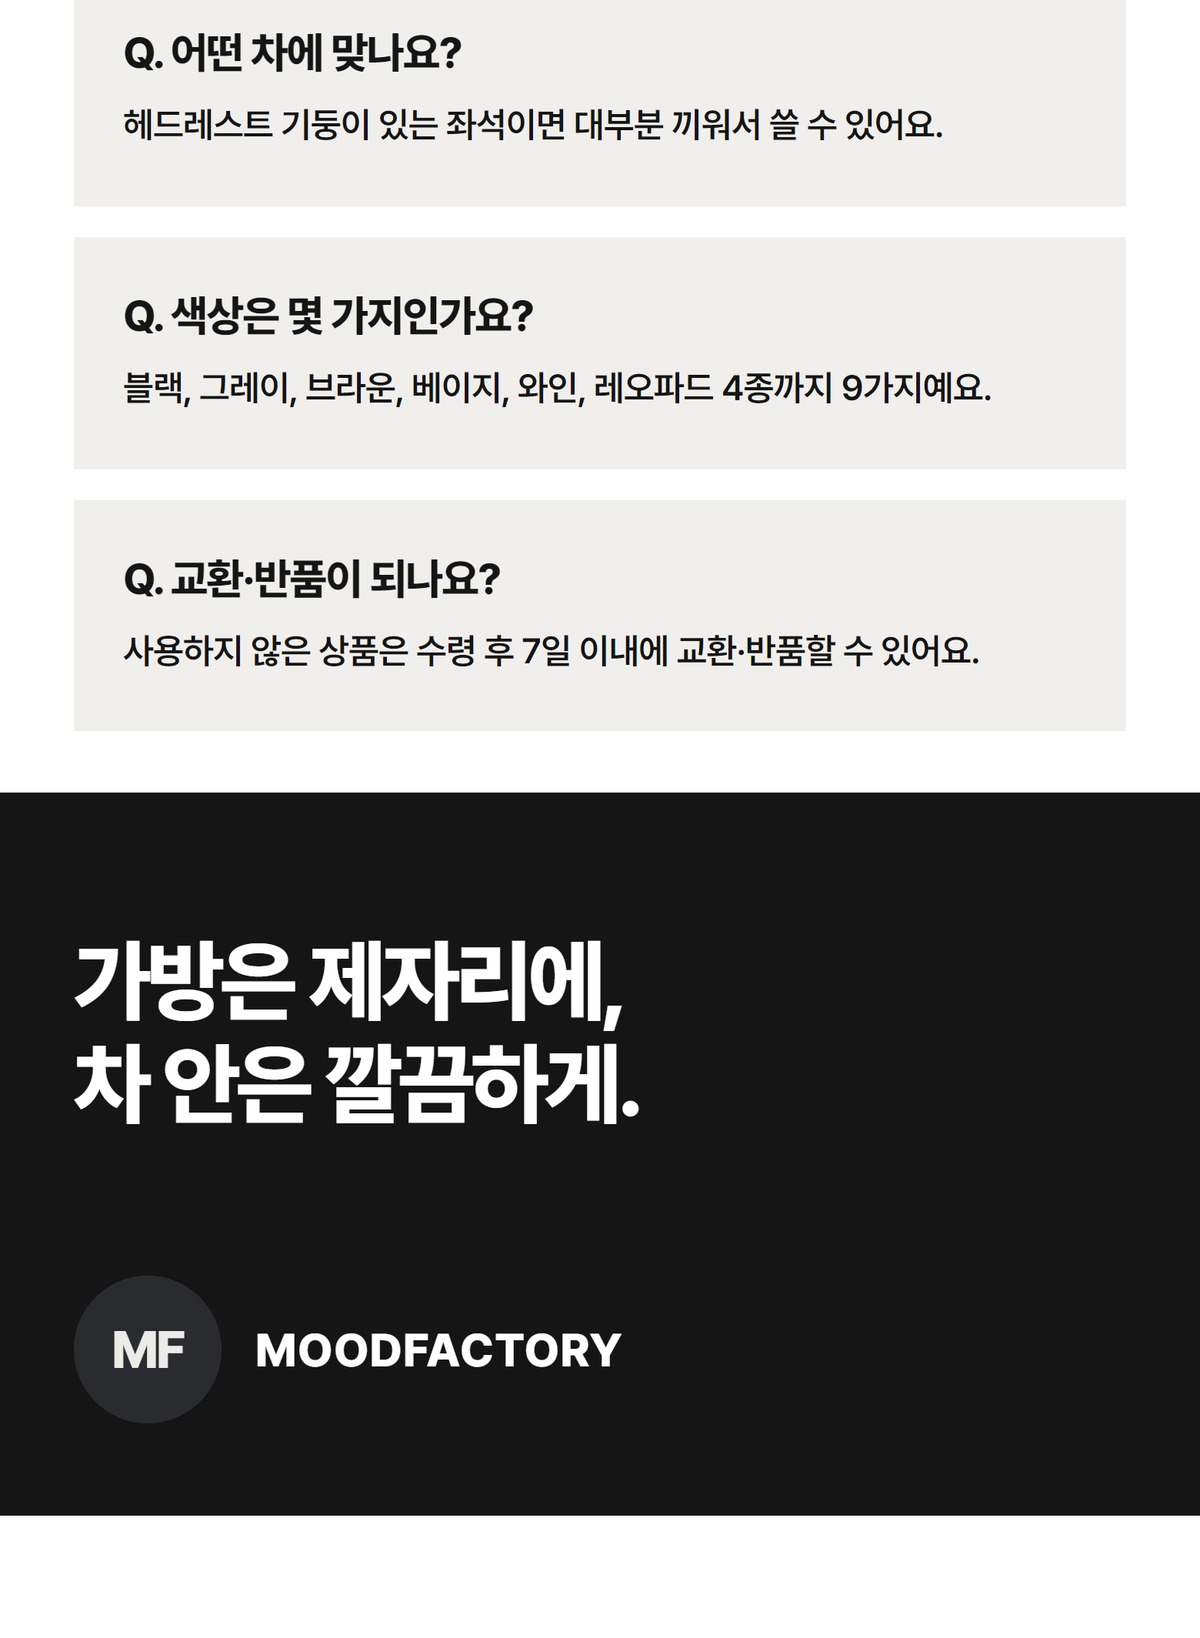 Q. 어떤 차에 맞나요?
헤드레스트 기둥이 있는 좌석이면 대부분 끼워서 쓸 수 있어요.
Q. 색상은 몇 가지인가요?
블랙, 그레이, 브라운, 베이지, 와인, 레오파드 4종까지 9가지예요.
Q. 교환·반품이 되나요?
사용하지 않은 상품은 수령 후 7일 이내에 교환·반품할 수 있어요.
가방은 제자리에,
차 안은 깔끔하게.
MF MOODFACTORY